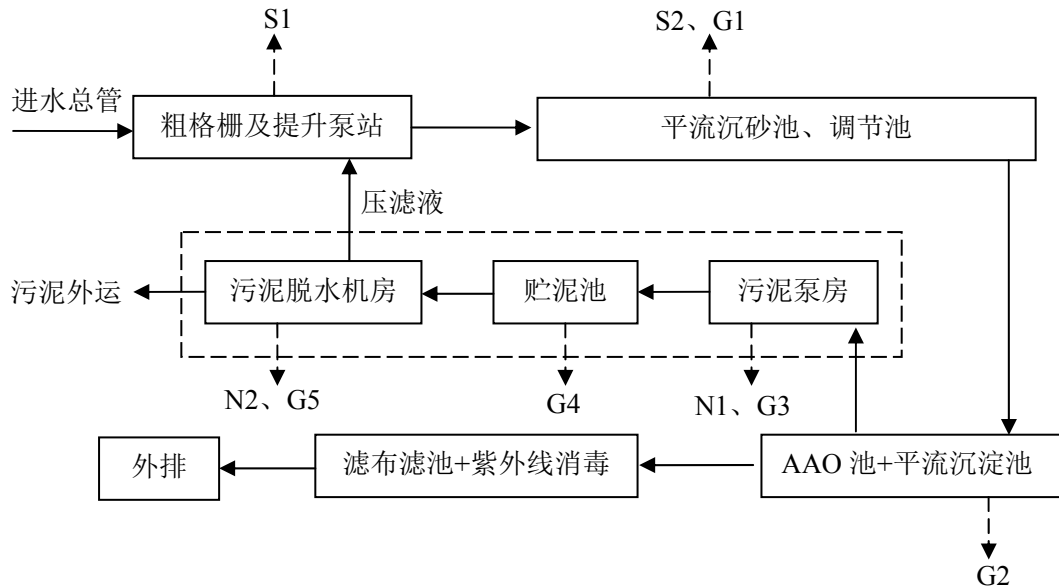 S1
S2、G1
进水总管
粗格栅及提升泵站
平流沉砂池、调节池
压滤液
污泥外运
污泥脱水机房
贮泥池
污泥泵房
N2、G5
G4
N1、G3
外排
滤布滤池+紫外线消毒
AAO 池+平流沉淀池
G2